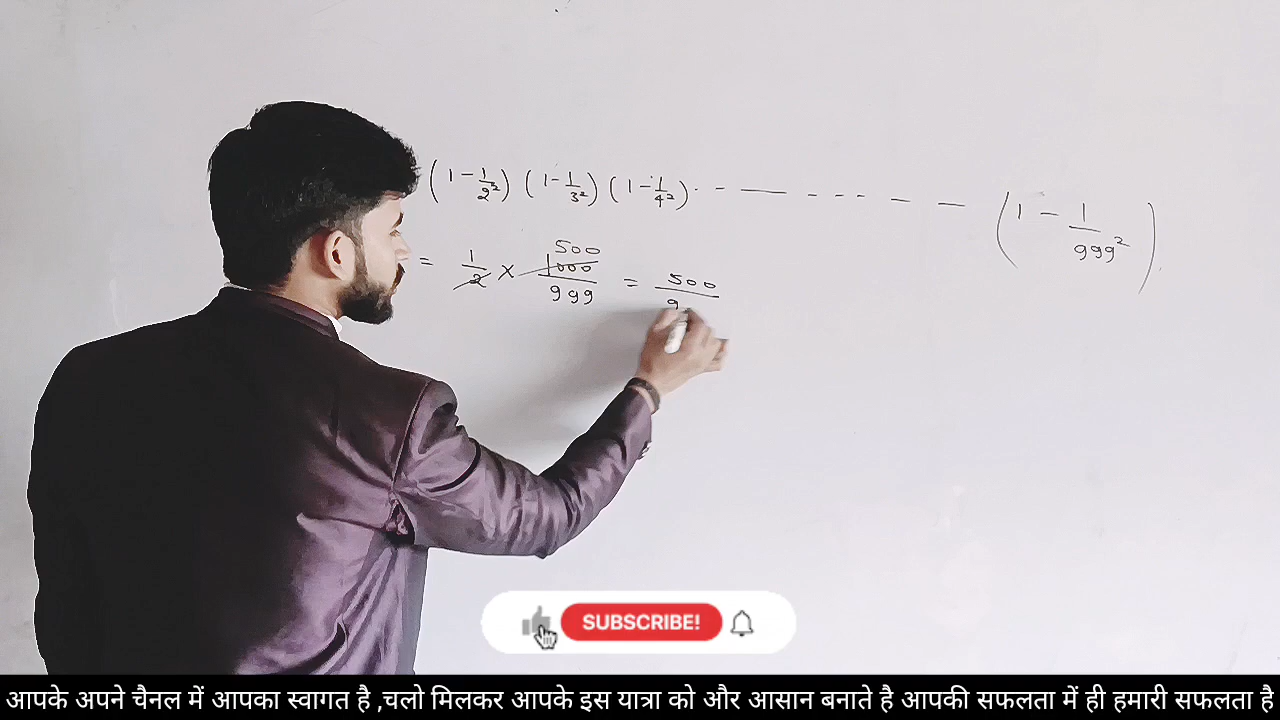 (1 - 1/2²) (1 - 1/3²) (1 - 1/4²) - - — - - - - - (1 - 1/999²)
= 1/2 × 500 1000/999 = 500/9
SUBSCRIBE!
आपके अपने चैनल में आपका स्वागत है ,चलो मिलकर आपके इस यात्रा को और आसान बनाते है आपकी सफलता में ही हमारी सफलता है